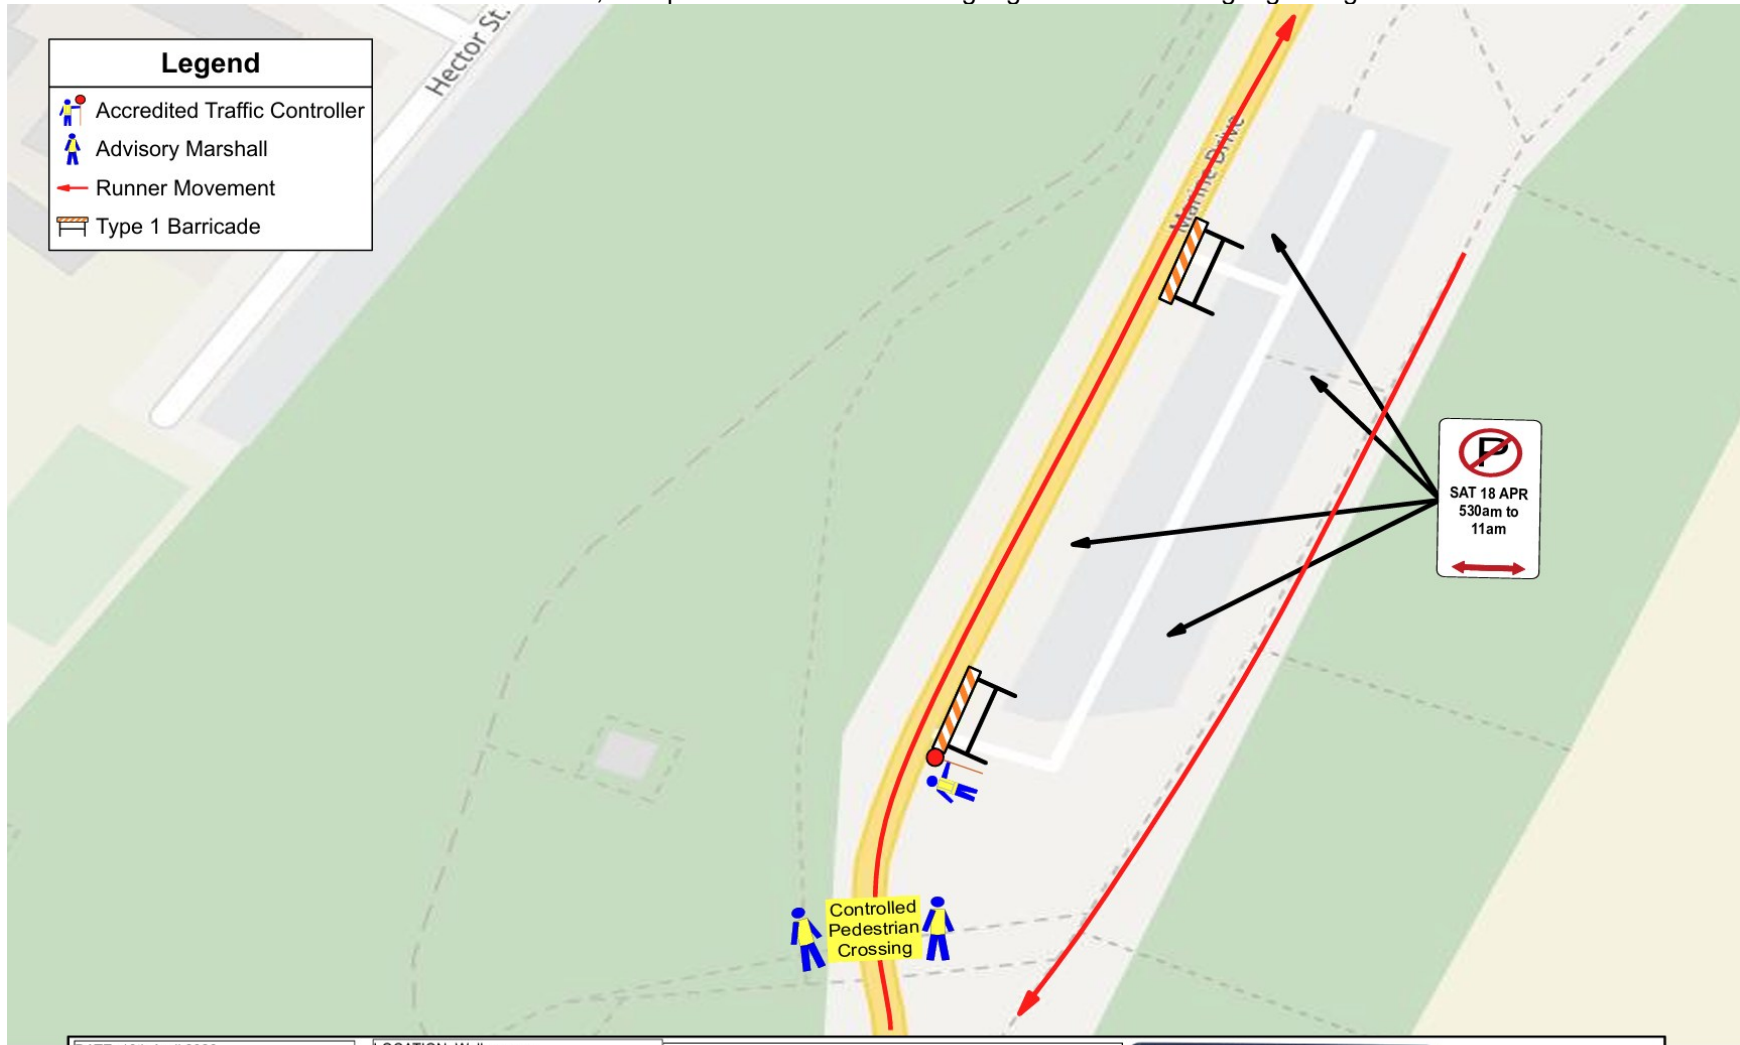 Hector St.
Legend
Accredited Traffic Controller
Advisory Marshall
Runner Movement
Type 1 Barricade
Marine Drive
P
SAT 18 APR
530am to
11am
Controlled
Pedestrian
Crossing